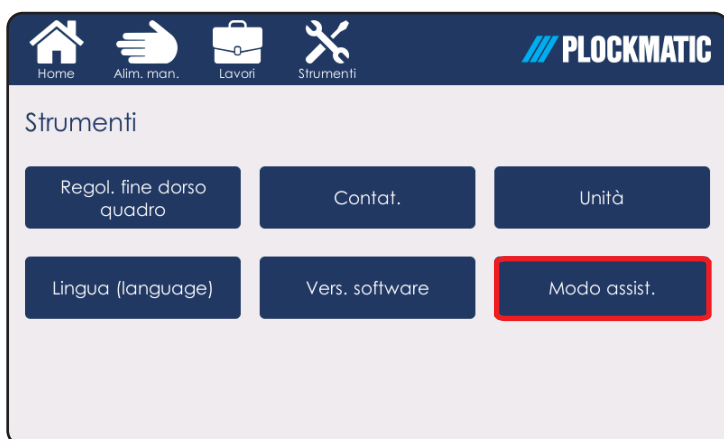 Home Alim. man. Lavori Strumenti PLOCKMATIC
Strumenti
Regol. fine dorso
quadro
Contat.
Unità
Lingua (language)
Vers. software
Modo assist.